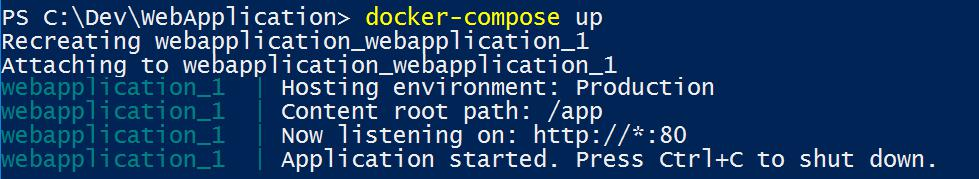 PS C:\Dev\WebApplication> docker-compose up
Recreating webapplication_webapplication_1
Attaching to webapplication_webapplication_1
webapplication_1  | Hosting environment: Production
webapplication_1  | Content root path: /app
webapplication_1  | Now listening on: http://*:80
webapplication_1  | Application started. Press Ctrl+C to shut down.